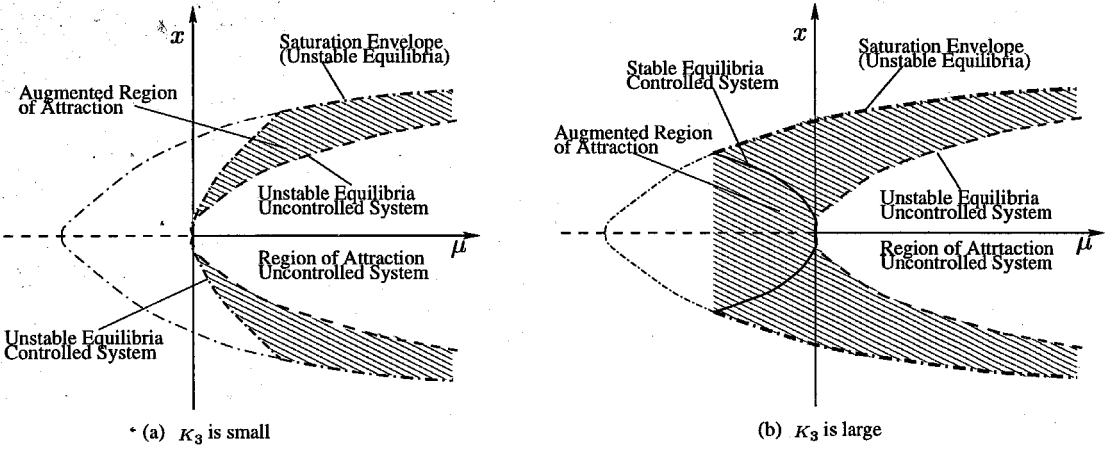 x
Saturation Envelope
(Unstable Equilibria)
Augmented Region
of Attraction
Unstable Equilibria
Uncontrolled System
μ
Region of Attraction
Uncontrolled System
Unstable Equilibria
Controlled System
(a) K3 is small
x
Saturation Envelope
(Unstable Equilibria)
Stable Equilibria
Controlled System
Augmented Region
of Attraction
Unstable Equilibria
Uncontrolled System
μ
Region of Attrtaction
Uncontrolled System
(b) K3 is large